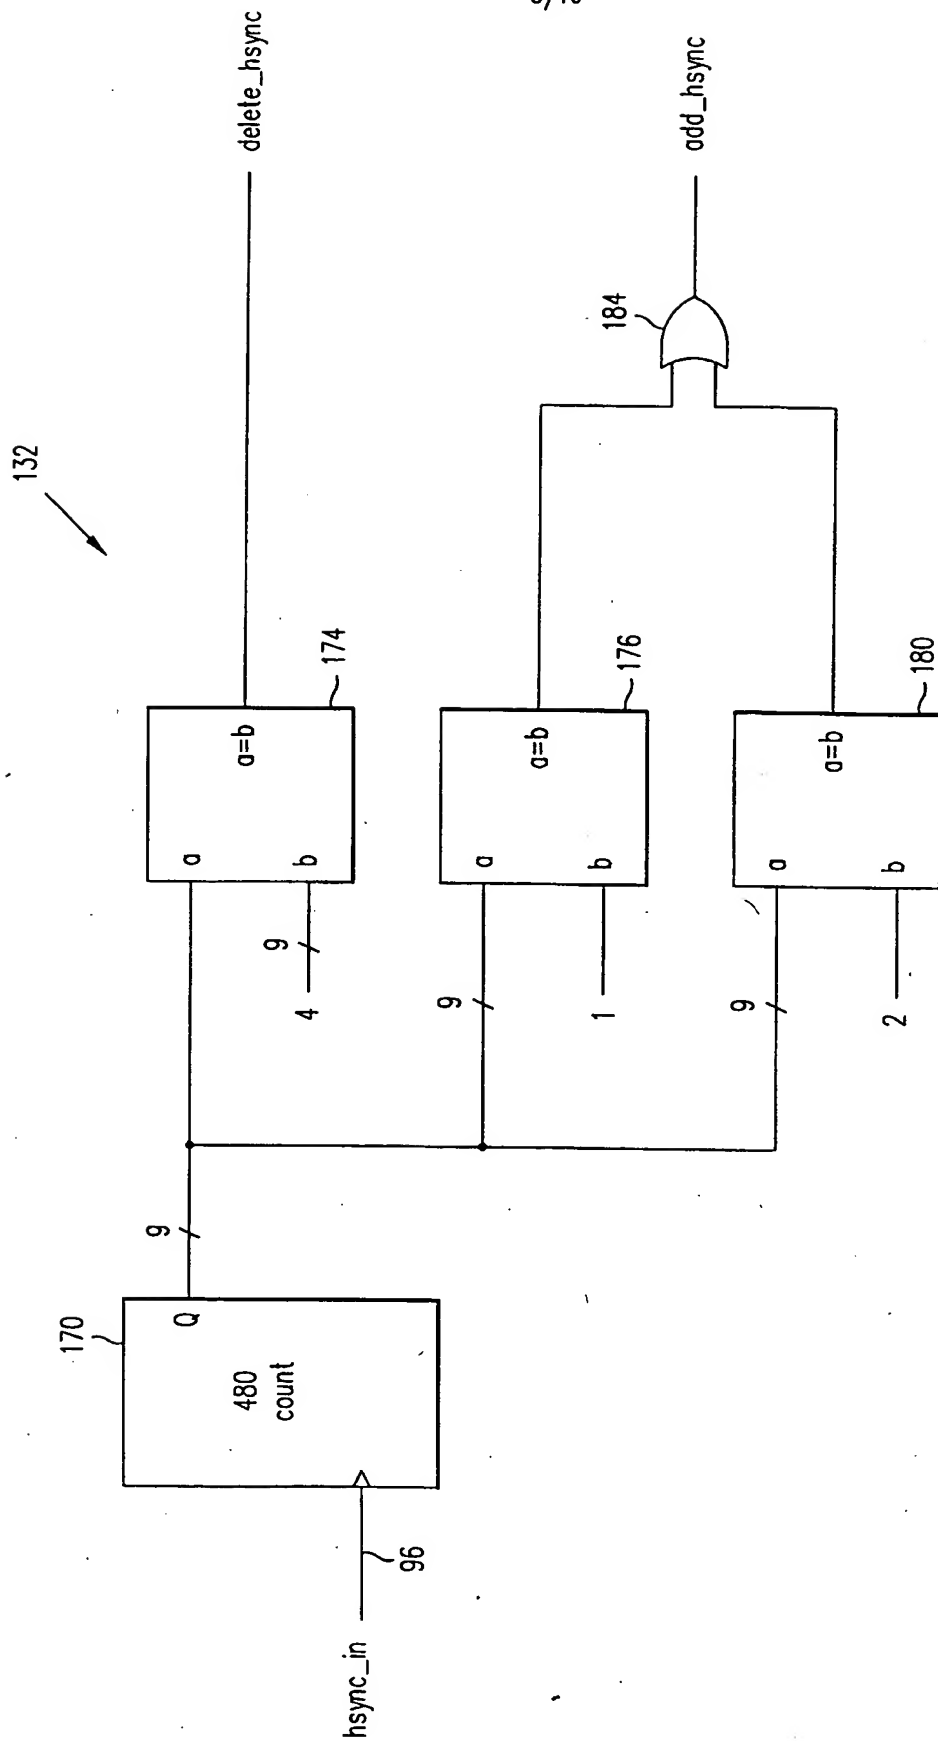 132
hsync_in
96
170
480
count
Q
9
4
9
a
b
a=b
174
delete_hsync
9
1
a
b
a=b
176
9
2
a
b
a=b
180
184
add_hsync